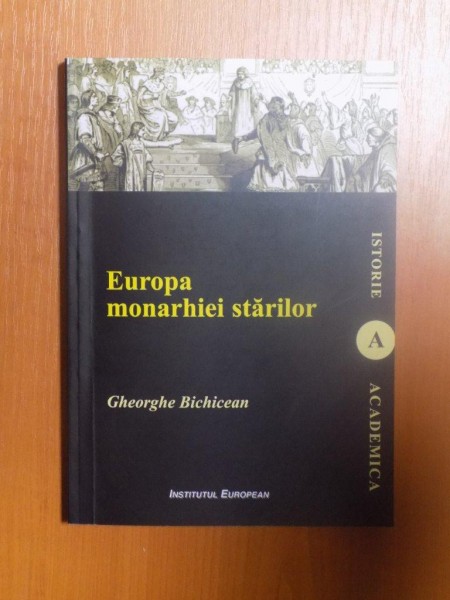 Europa
monarhiei stărilor
Gheorghe Bichicean
INSTITUTUL EUROPEAN
ISTORIE
A
ACADEMICA